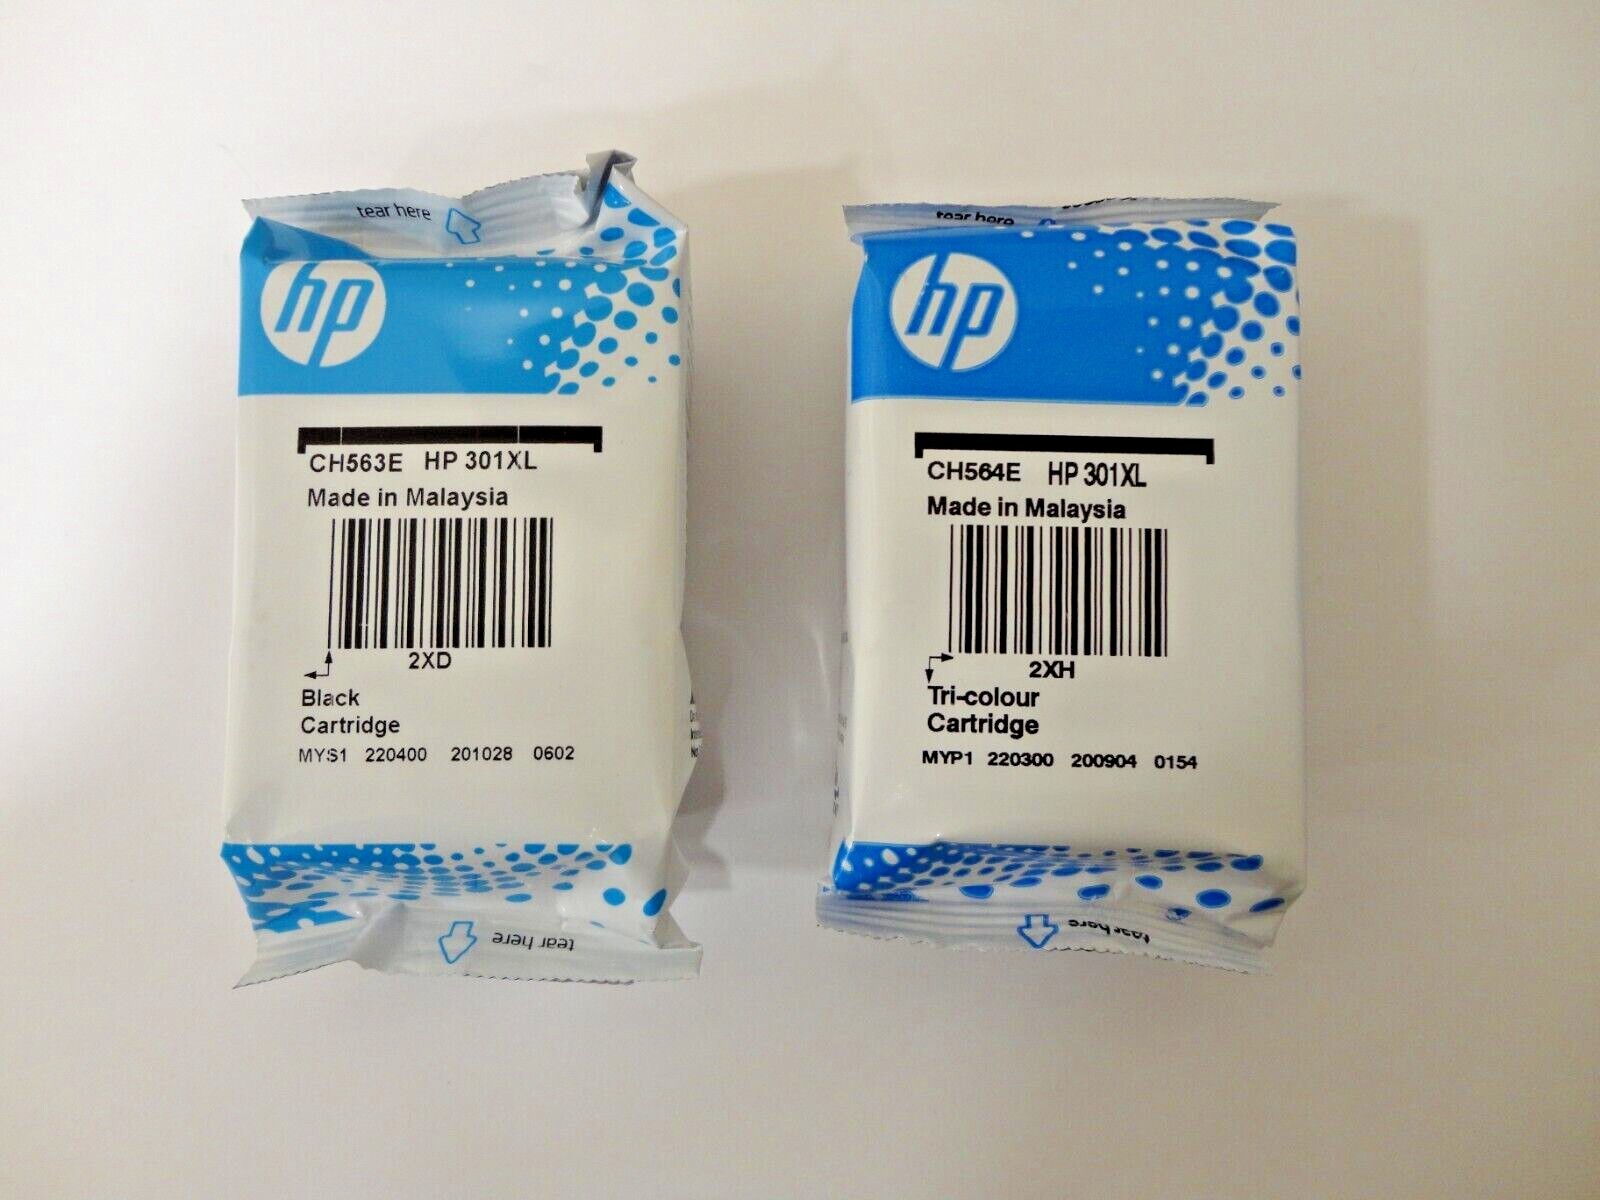 tear here
hp
CH563E HP 301XL
Made in Malaysia
2XD
Black
Cartridge
MYS1 220400 201028 0602
tear here
tear here
hp
CH564E HP 301XL
Made in Malaysia
2XH
Tri-colour
Cartridge
MYP1 220300 200904 0154
tear here